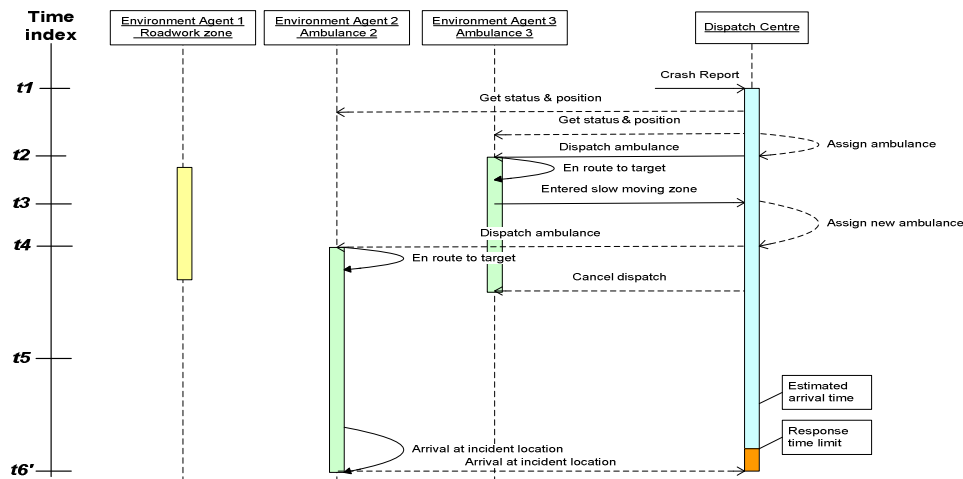 Time
index
Environment Agent 1
Roadwork zone
Environment Agent 2
Ambulance 2
Environment Agent 3
Ambulance 3
Dispatch Centre
t1
Crash Report
Get status & position
Get status & position
Assign ambulance
t2
Dispatch ambulance
En route to target
Entered slow moving zone
t3
Assign new ambulance
Dispatch ambulance
t4
En route to target
Cancel dispatch
t5
Estimated
arrival time
Response
time limit
Arrival at incident location
Arrival at incident location
t6'